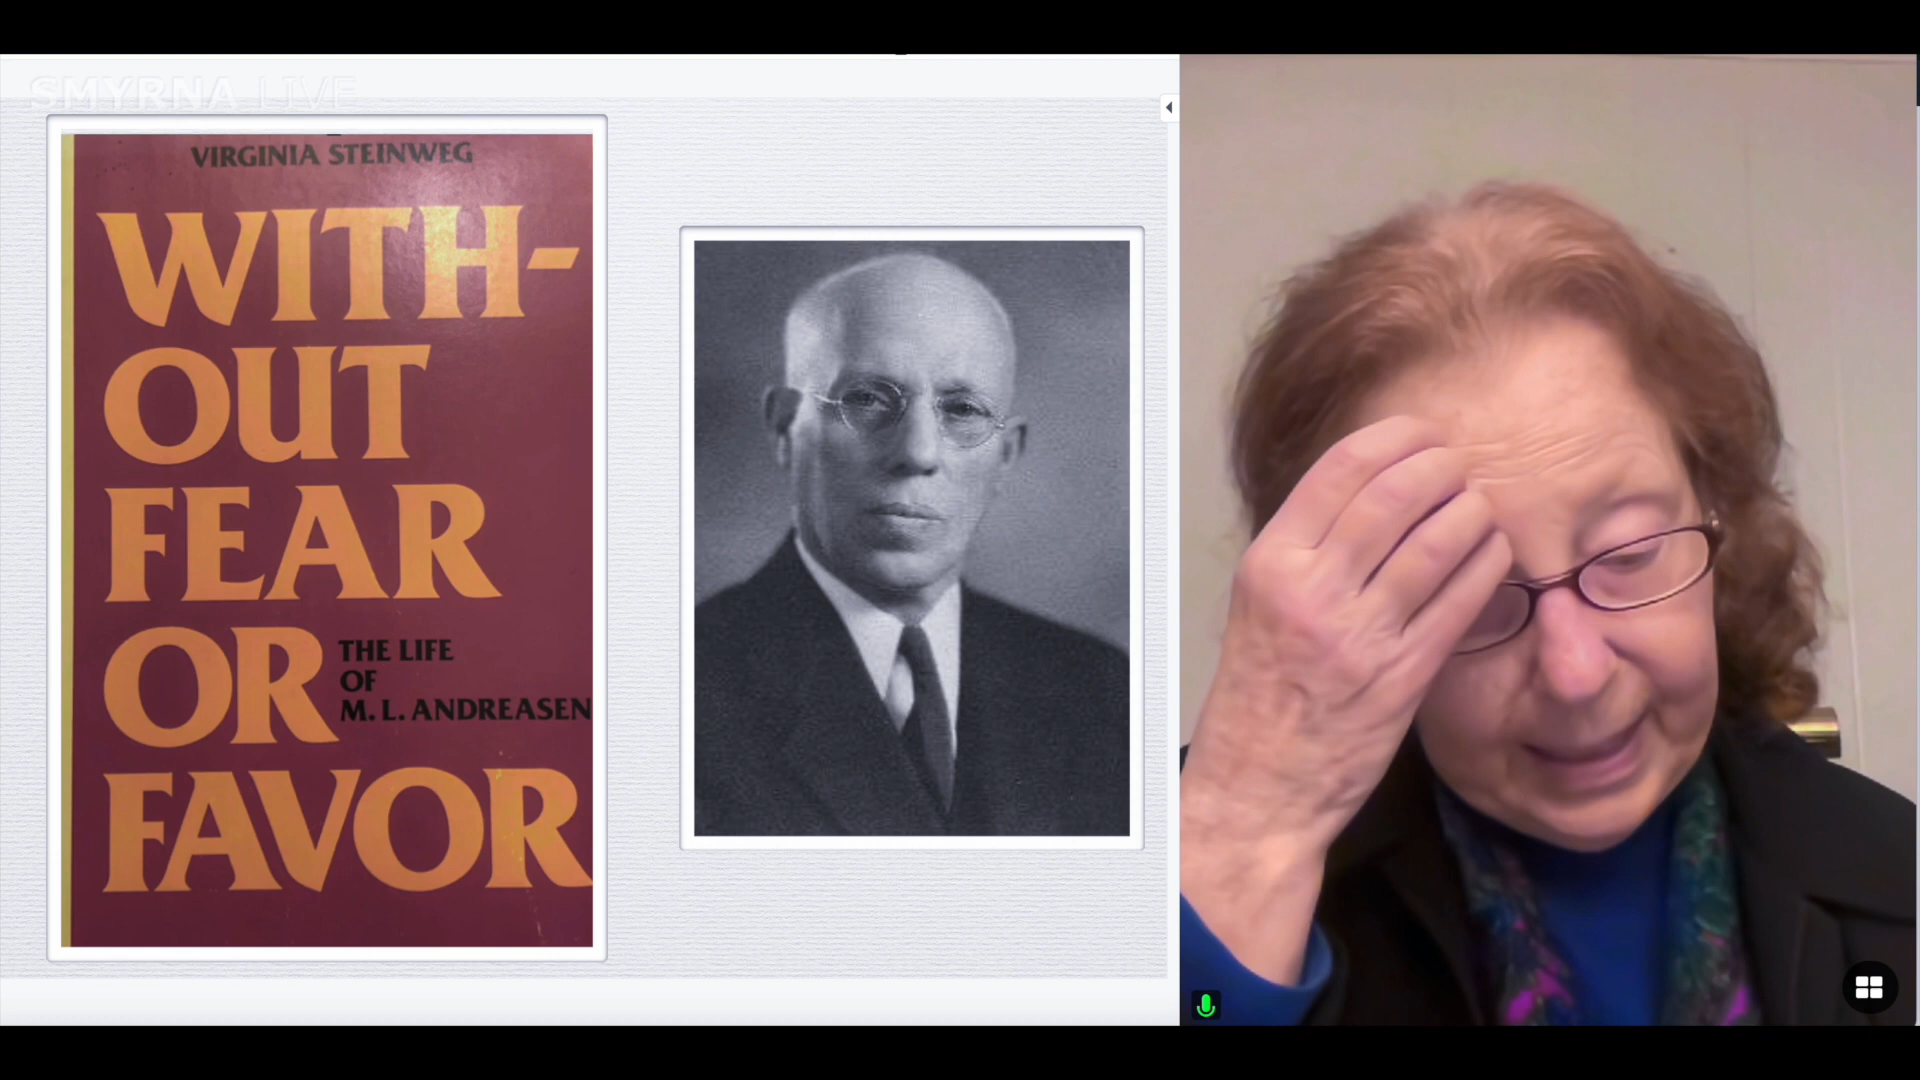 SMYRNA LIVE
VIRGINIA STEINWEG
WITH-
OUT
FEAR
OR
THE LIFE
OF
M. L. ANDREASEN
FAVOR